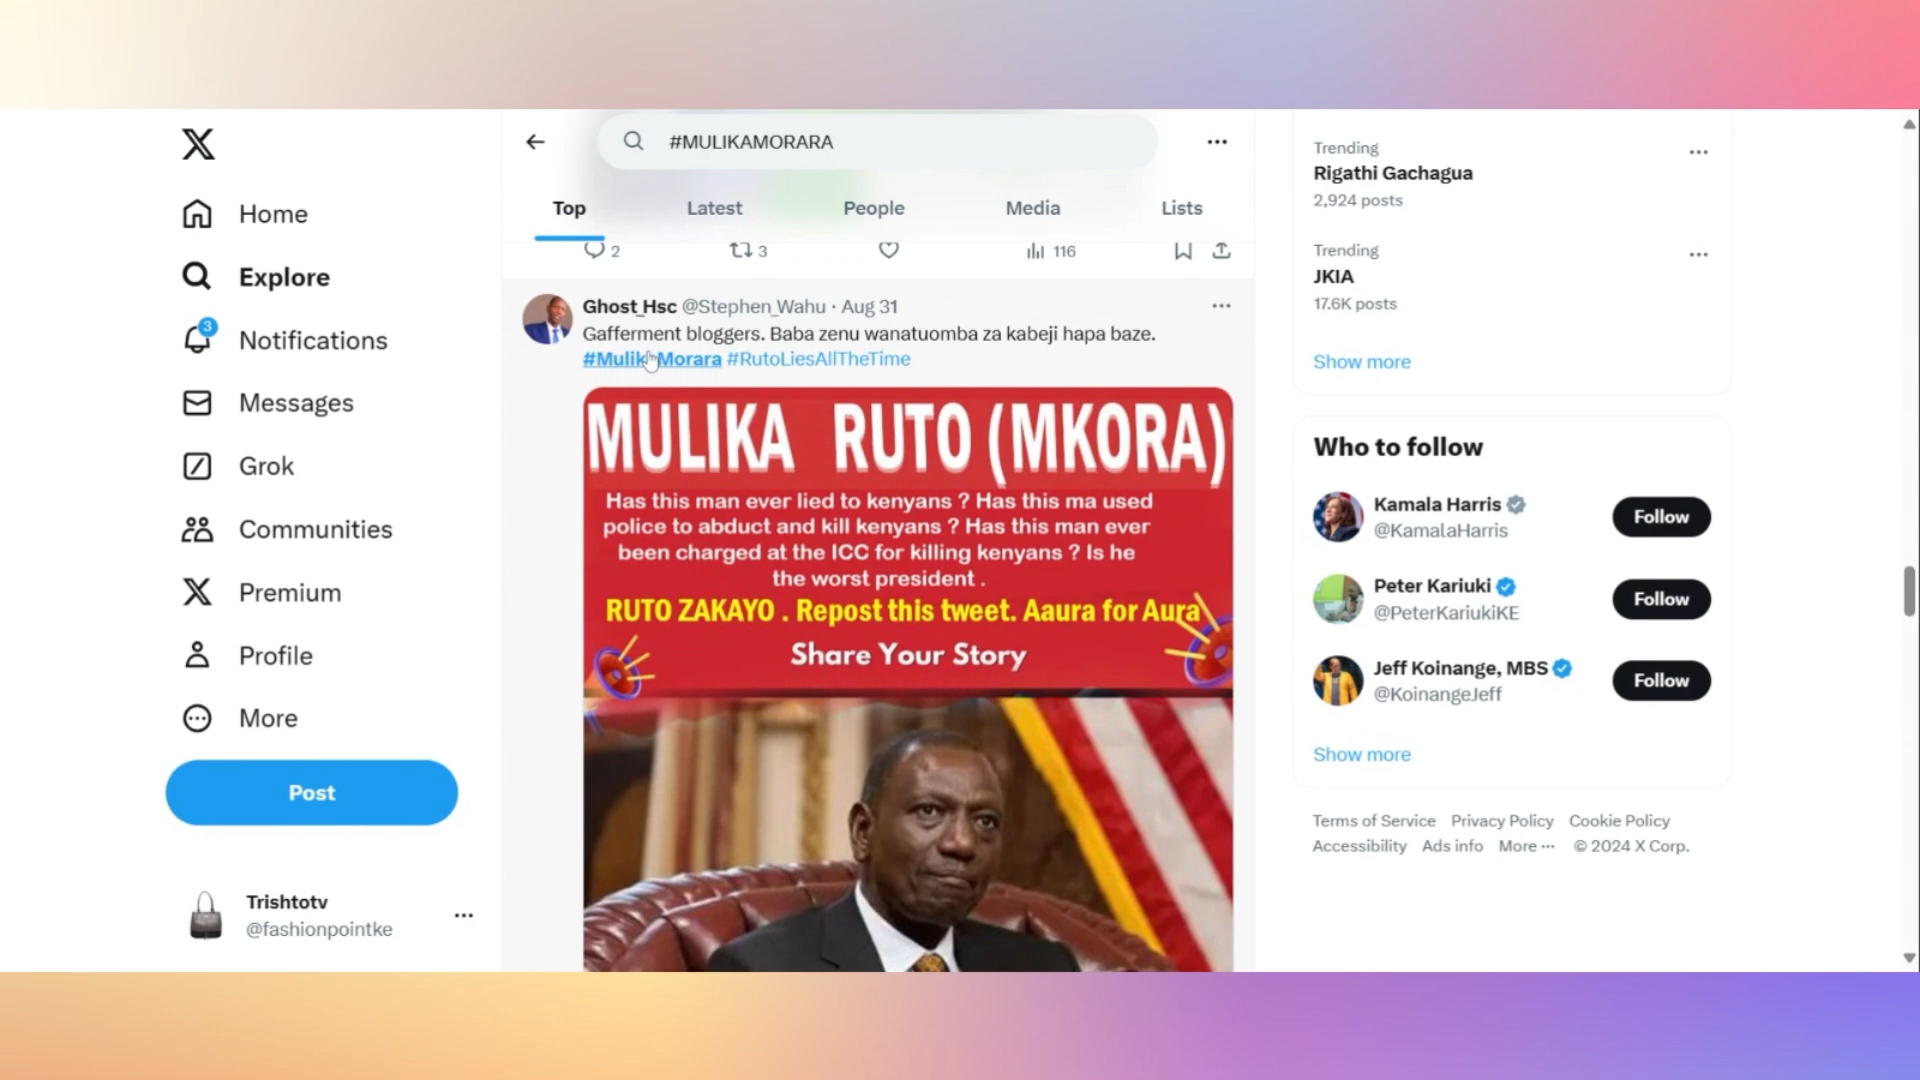 #MULIKAMORARA
Top
Latest
People
Media
Lists
2
3
116
Home
Explore
3
Notifications
Messages
Grok
Communities
Premium
Profile
More
Post
Trishtotv
@fashionpointke
Ghost_Hsc @Stephen_Wahu · Aug 31
Gafferment bloggers. Baba zenu wanatuomba za kabeji hapa baze.
#MulikaMorara #RutoLiesAllTheTime
MULIKA RUTO (MKORA)
Has this man ever lied to kenyans ? Has this ma used
police to abduct and kill kenyans ? Has this man ever
been charged at the ICC for killing kenyans ? Is he
the worst president .
RUTO ZAKAYO . Repost this tweet. Aaura for Aura
Share Your Story
Trending
Rigathi Gachagua
2,924 posts
Trending
JKIA
17.6K posts
Show more
Who to follow
Kamala Harris
@KamalaHarris
Follow
Peter Kariuki
@PeterKariukiKE
Follow
Jeff Koinange, MBS
@KoinangeJeff
Follow
Show more
Terms of Service Privacy Policy Cookie Policy
Accessibility Ads info More ··· © 2024 X Corp.